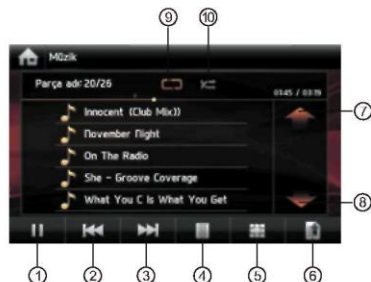 ⑨ ⑩
Müzik
Parça adr: 20/26
01:45 / 03:19
Innocent (Club Mix))
November Night
On The Radio
She - Groove Coverage
What You C Is What You Get
⑦
⑧
① ② ③ ④ ⑤ ⑥